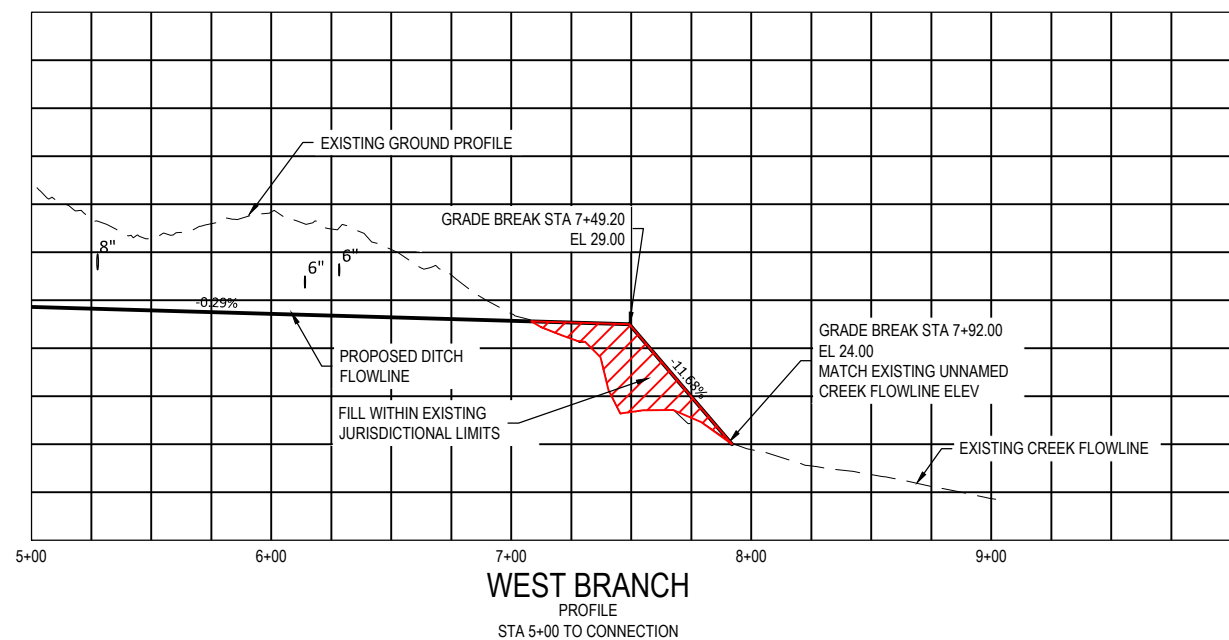 EXISTING GROUND PROFILE
GRADE BREAK STA 7+49.20
EL 29.00
8"
6"
6"
-0.29%
PROPOSED DITCH
FLOWLINE
-11.68%
GRADE BREAK STA 7+92.00
EL 24.00
MATCH EXISTING UNNAMED
CREEK FLOWLINE ELEV
FILL WITHIN EXISTING
JURISDICTIONAL LIMITS
EXISTING CREEK FLOWLINE
5+00
6+00
7+00
8+00
9+00
WEST BRANCH
PROFILE
STA 5+00 TO CONNECTION